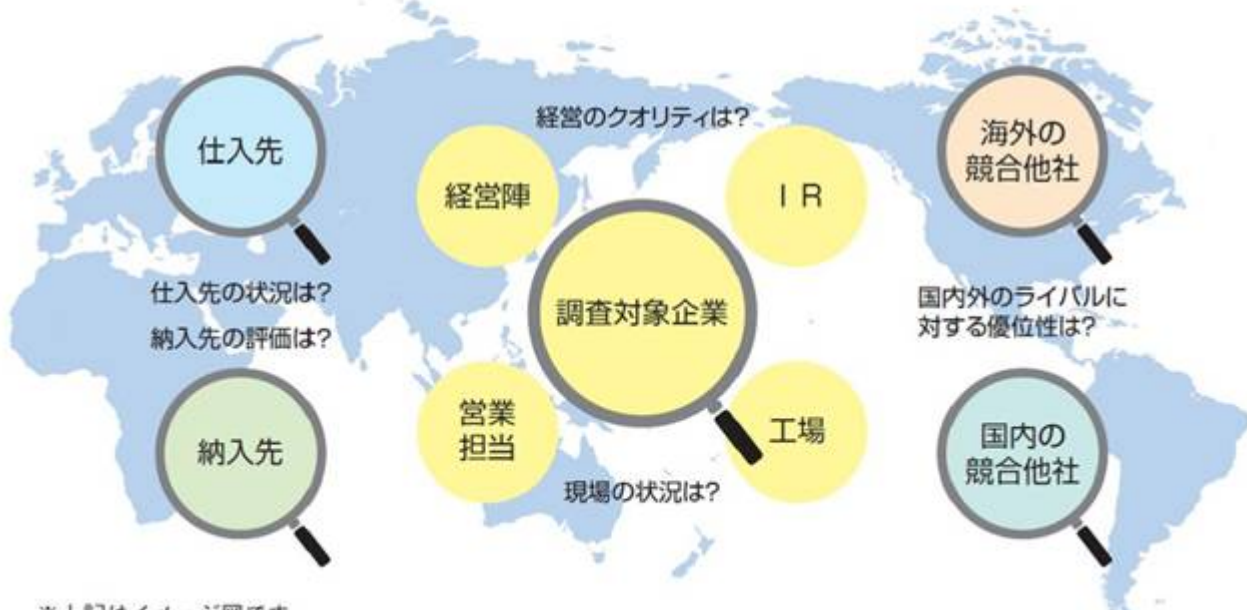 経営のクオリティは?
仕入先
経営陣
ＩＲ
海外の
競合他社
調査対象企業
仕入先の状況は?
納入先の評価は?
国内外のライバルに
対する優位性は?
納入先
営業
担当
工場
国内の
競合他社
現場の状況は?